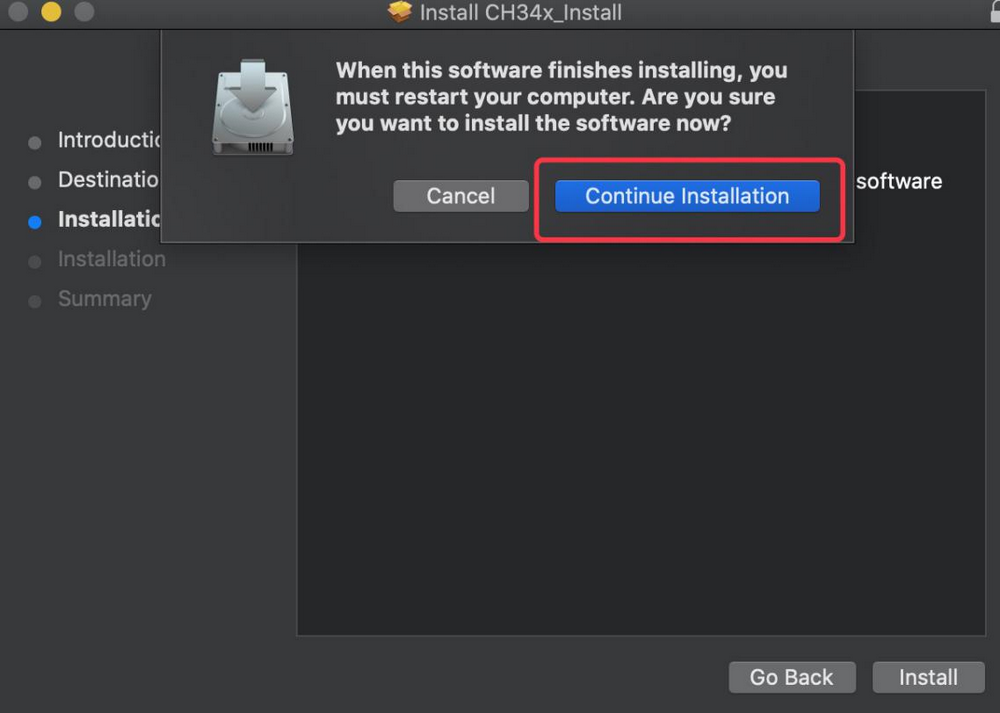 Install CH34x_Install
When this software finishes installing, you
must restart your computer. Are you sure
you want to install the software now?
Cancel
Continue Installation
Introductio
Destinatio
Installatio
Installation
Summary
software
Go Back
Install